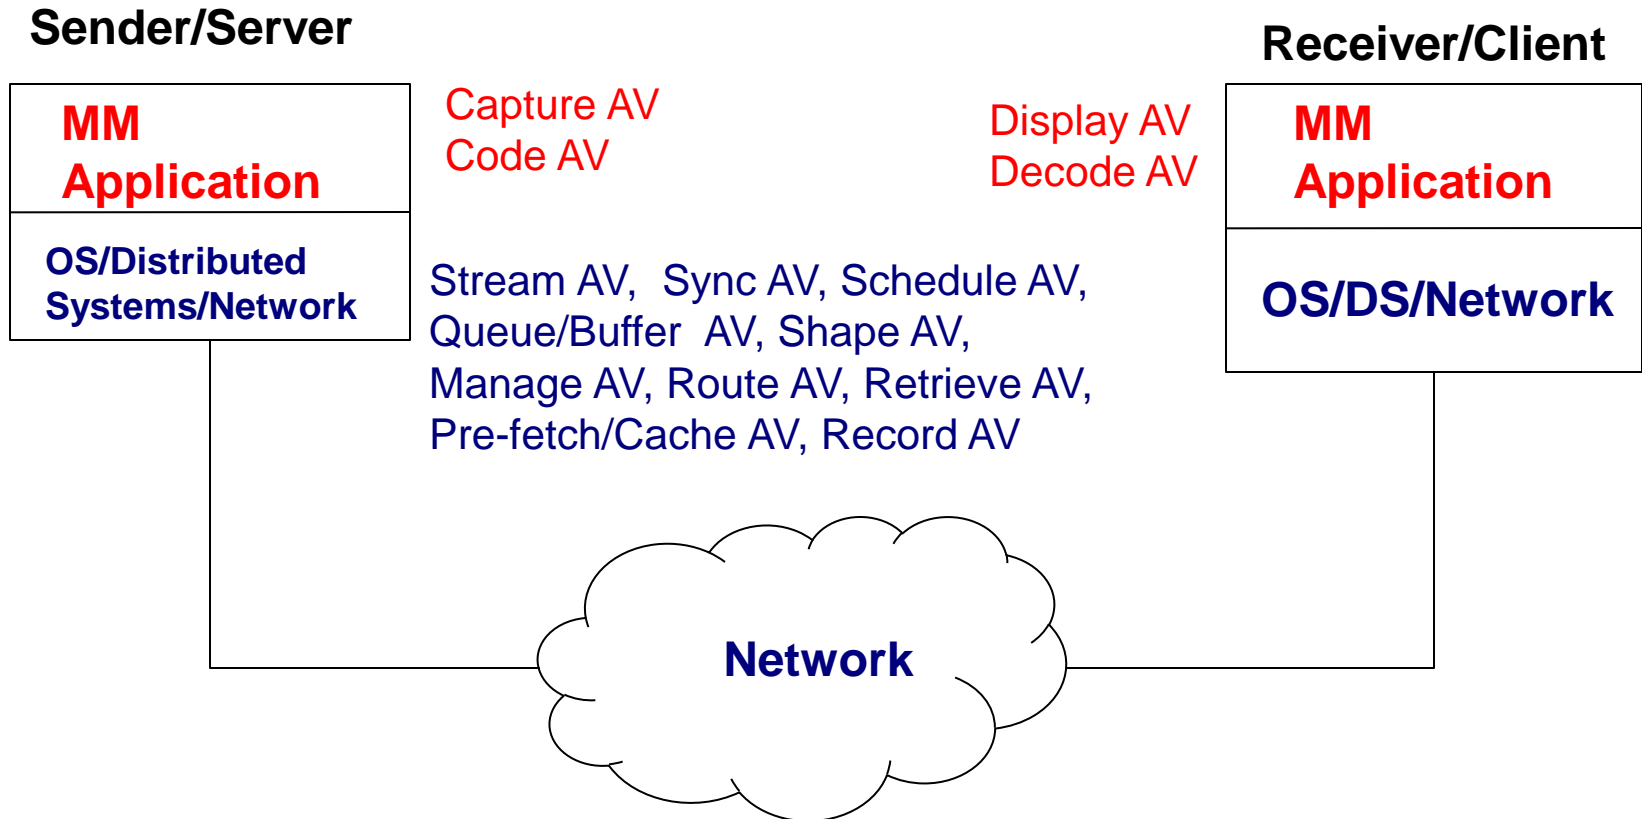 Sender/Server
Receiver/Client
MM
Application
Capture AV
Code AV
Display AV
Decode AV
MM
Application
OS/Distributed
Systems/Network
Stream AV,  Sync AV, Schedule AV,
Queue/Buffer  AV, Shape AV,
Manage AV, Route AV, Retrieve AV,
Pre-fetch/Cache AV, Record AV
OS/DS/Network
Network